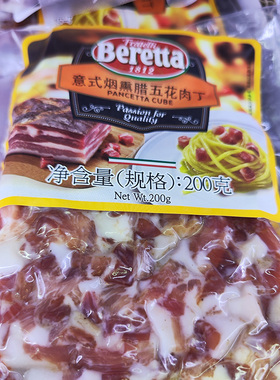 Fratelli
Beretta
1812
意式烟熏腊五花肉丁
PANCETTA CUBE
Passion for
Quality
净含量(规格):200克
Net Wt.200g